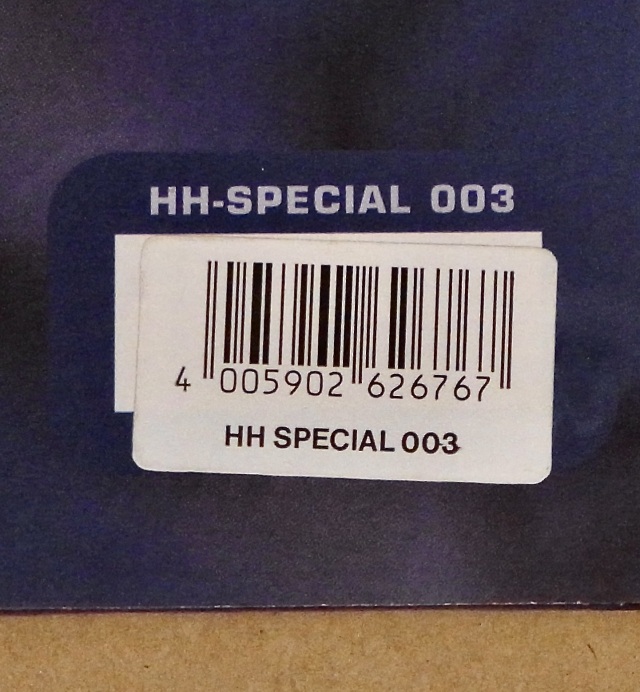 HH-SPECIAL 003
4 005902 626767
HH SPECIAL 003